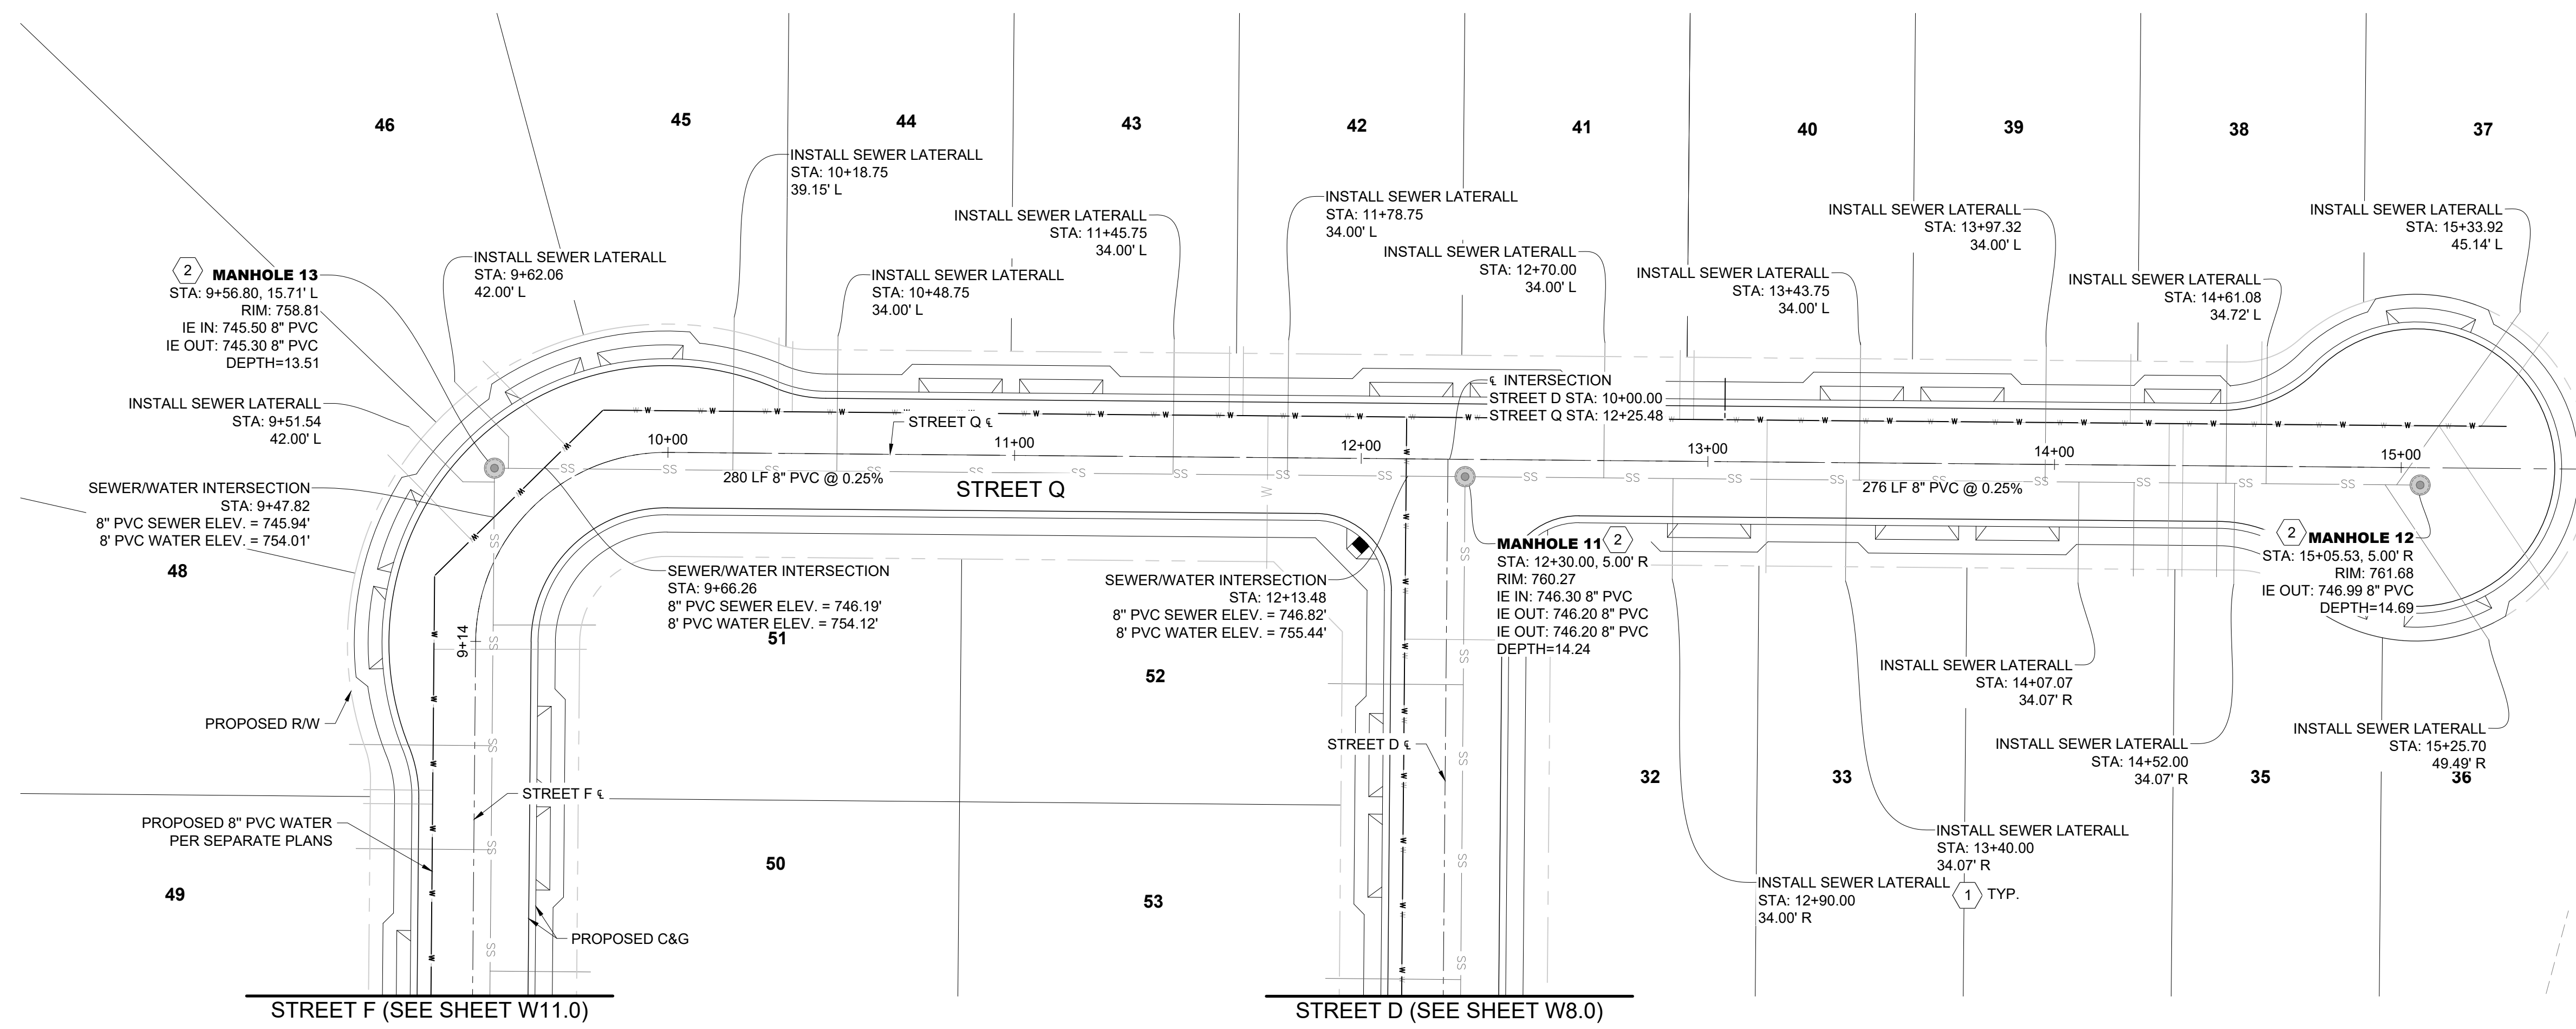 46
45
44
43
42
41
40
39
38
37
INSTALL SEWER LATERALL
STA: 10+18.75
39.15' L
INSTALL SEWER LATERALL
STA: 11+45.75
34.00' L
INSTALL SEWER LATERALL
STA: 11+78.75
34.00' L
INSTALL SEWER LATERALL
STA: 13+97.32
34.00' L
INSTALL SEWER LATERALL
STA: 15+33.92
45.14' L
2
MANHOLE 13
STA: 9+56.80, 15.71' L
RIM: 758.81
IE IN: 745.50 8" PVC
IE OUT: 745.30 8" PVC
DEPTH=13.51
INSTALL SEWER LATERALL
STA: 9+62.06
42.00' L
INSTALL SEWER LATERALL
STA: 10+48.75
34.00' L
INSTALL SEWER LATERALL
STA: 12+70.00
34.00' L
INSTALL SEWER LATERALL
STA: 13+43.75
34.00' L
INSTALL SEWER LATERALL
STA: 14+61.08
34.72' L
INSTALL SEWER LATERALL
STA: 9+51.54
42.00' L
℄ INTERSECTION
STREET D STA: 10+00.00
STREET Q STA: 12+25.48
STREET Q ℄
10+00
11+00
12+00
13+00
14+00
15+00
280 LF 8" PVC @ 0.25%
STREET Q
276 LF 8" PVC @ 0.25%
SEWER/WATER INTERSECTION
STA: 9+47.82
8" PVC SEWER ELEV. = 745.94'
8' PVC WATER ELEV. = 754.01'
48
SEWER/WATER INTERSECTION
STA: 9+66.26
8" PVC SEWER ELEV. = 746.19'
8' PVC WATER ELEV. = 754.12'
51
SEWER/WATER INTERSECTION
STA: 12+13.48
8" PVC SEWER ELEV. = 746.82'
8' PVC WATER ELEV. = 755.44'
52
MANHOLE 11
2
STA: 12+30.00, 5.00' R
RIM: 760.27
IE IN: 746.30 8" PVC
IE OUT: 746.20 8" PVC
IE OUT: 746.20 8" PVC
DEPTH=14.24
2
MANHOLE 12
STA: 15+05.53, 5.00' R
RIM: 761.68
IE OUT: 746.99 8" PVC
DEPTH=14.69
9+14
INSTALL SEWER LATERALL
STA: 14+07.07
34.07' R
PROPOSED R/W
STREET D ℄
INSTALL SEWER LATERALL
STA: 14+52.00
34.07' R
INSTALL SEWER LATERALL
STA: 15+25.70
49.49' R
32
33
35
36
STREET F ℄
PROPOSED 8" PVC WATER
PER SEPARATE PLANS
INSTALL SEWER LATERALL
STA: 13+40.00
34.07' R
49
50
53
INSTALL SEWER LATERALL
STA: 12+90.00
34.00' R
1
TYP.
PROPOSED C&G
STREET F (SEE SHEET W11.0)
STREET D (SEE SHEET W8.0)
SS
W